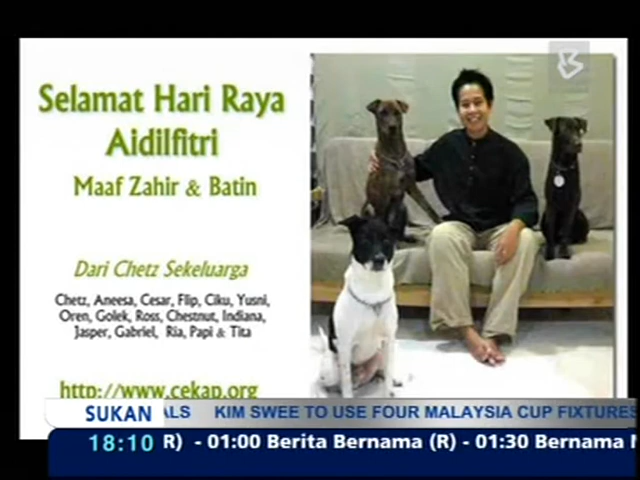 Selamat Hari Raya
Aidilfitri
Maaf Zahir & Batin
Dari Chetz Sekeluarga
Chetz, Aneesa, Cesar, Flip, Ciku, Yusni,
Oren, Golek, Ross, Chestnut, Indiana,
Jasper, Gabriel, Ria, Papi & Tita
http://www.cekap.org
SUKAN ALS KIM SWEE TO USE FOUR MALAYSIA CUP FIXTURES
18:10 R) - 01:00 Berita Bernama (R) - 01:30 Bernama